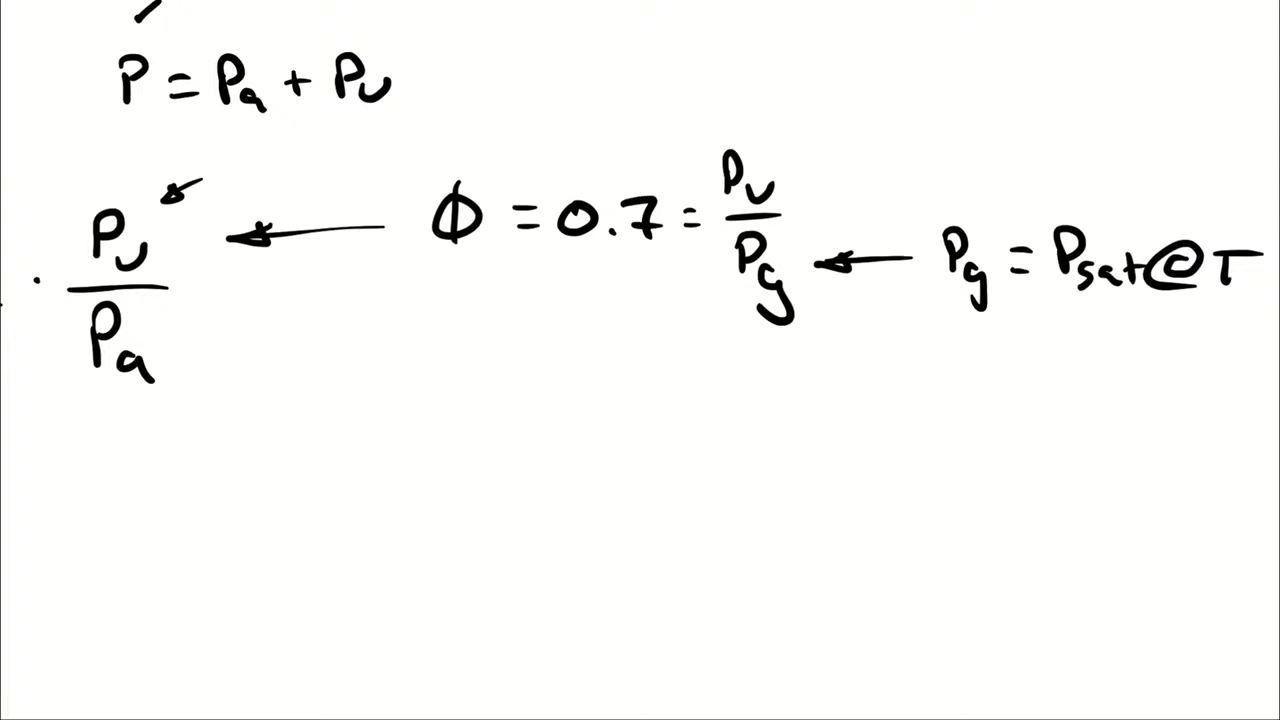 P = Pa + Pv
. Pv / Pa ← ϕ = 0.7 = Pv / Pg ← Pg = Psat@T